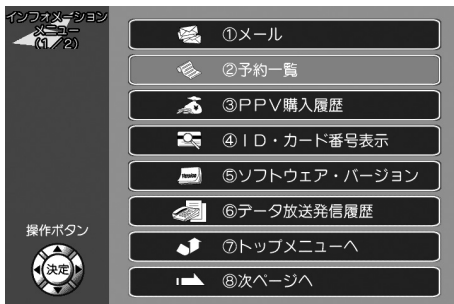 インフォメーション
メニュー
(1/2)
①メール
②予約一覧
③PPV購入履歴
④ID・カード番号表示
⑤ソフトウェア・バージョン
⑥データ放送発信履歴
⑦トップメニューへ
⑧次ページへ
操作ボタン
決定